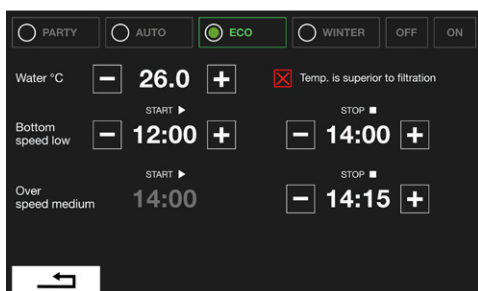 PARTY AUTO ECO WINTER OFF ON
Water °C 26.0 Temp. is superior to filtration
START STOP
Bottom
speed low 12:00 14:00
START STOP
Over
speed medium 14:00 14:15